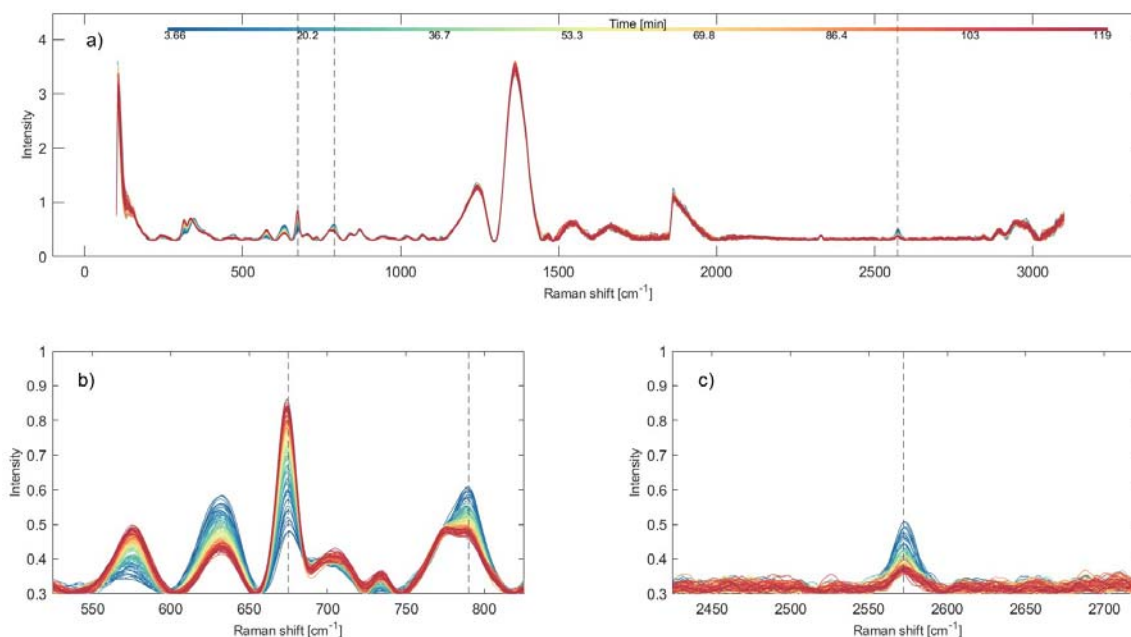 a)
Time [min]
3.66 20.2 36.7 53.3 69.8 86.4 103 119
4
3
2
1
0
Intensity
0 500 1000 1500 2000 2500 3000
Raman shift [cm⁻¹]
b)
1
0.9
0.8
0.7
0.6
0.5
0.4
0.3
Intensity
550 600 650 700 750 800
Raman shift [cm⁻¹]
c)
1
0.9
0.8
0.7
0.6
0.5
0.4
0.3
Intensity
2450 2500 2550 2600 2650 2700
Raman shift [cm⁻¹]